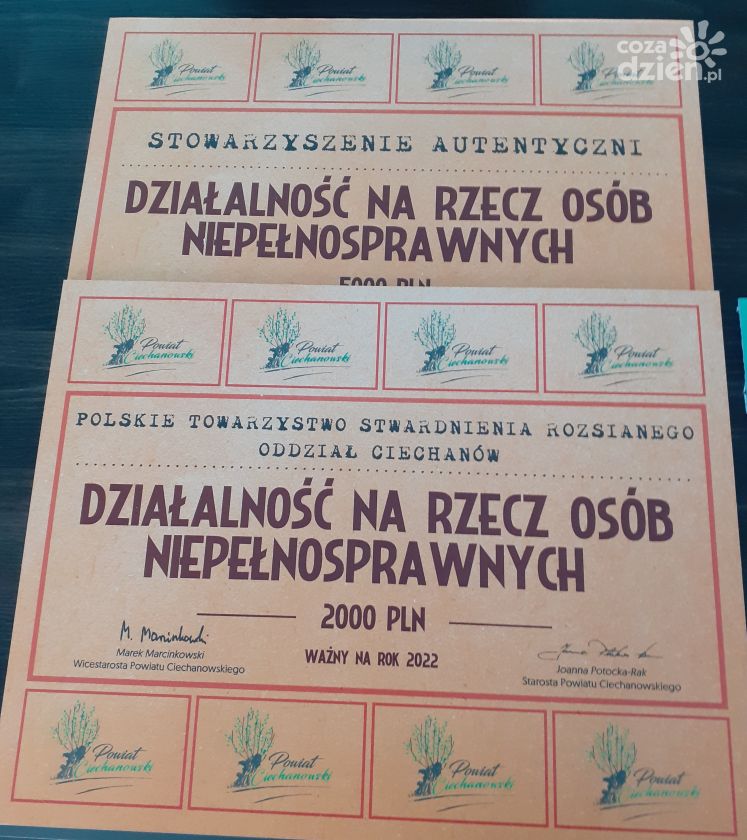 coza
dzień.pl
Powiat
Ciechanowski
Powiat
Ciechanowski
Powiat
Ciechanowski
Powiat
Ciechanowski
STOWARZYSZENIE AUTENTYCZNI
DZIAŁALNOŚĆ NA RZECZ OSÓB
NIEPEŁNOSPRAWNYCH
5000 PLN
Powiat
Ciechanowski
Powiat
Ciechanowski
Powiat
Ciechanowski
Powiat
Ciechanowski
POLSKIE TOWARZYSTWO STWARDNIENIA ROZSIANEGO
ODDZIAŁ CIECHANÓW
DZIAŁALNOŚĆ NA RZECZ OSÓB
NIEPEŁNOSPRAWNYCH
2000 PLN
WAŻNY NA ROK 2022
M. Marcinkowski
Marek Marcinkowski
Wicestarosta Powiatu Ciechanowskiego
Joanna Potocka-Rak
Starosta Powiatu Ciechanowskiego
Powiat
Ciechanowski
Powiat
Ciechanowski
Powiat
Ciechanowski
Powiat
Ciechanowski